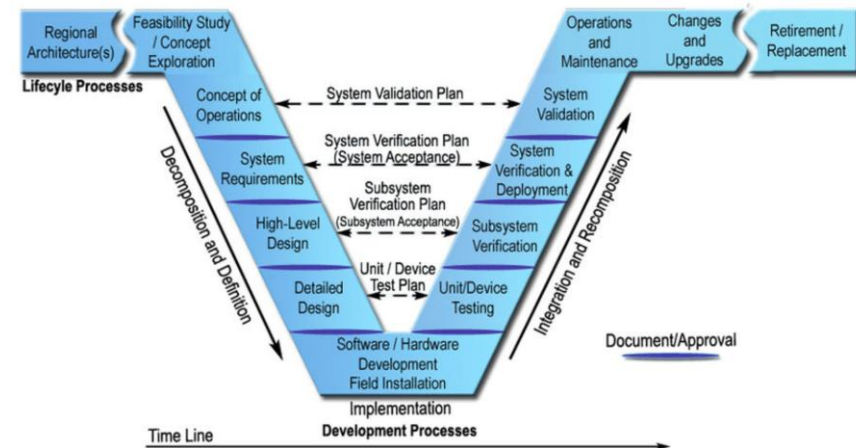 Regional
Architecture(s)
Feasibility Study
/ Concept
Exploration
Operations
and
Maintenance
Changes
and
Upgrades
Retirement /
Replacement
Lifecyle Processes
Concept of
Operations
System Validation Plan
System
Validation
System
Requirements
System Verification Plan
(System Acceptance)
System
Verification &
Deployment
High-Level
Design
Subsystem
Verification Plan
(Subsystem Acceptance)
Subsystem
Verification
Detailed
Design
Unit / Device
Test Plan
Unit/Device
Testing
Decomposition and Definition
Integration and Recomposition
Software / Hardware
Development
Field Installation
Document/Approval
Implementation
Time Line
Development Processes